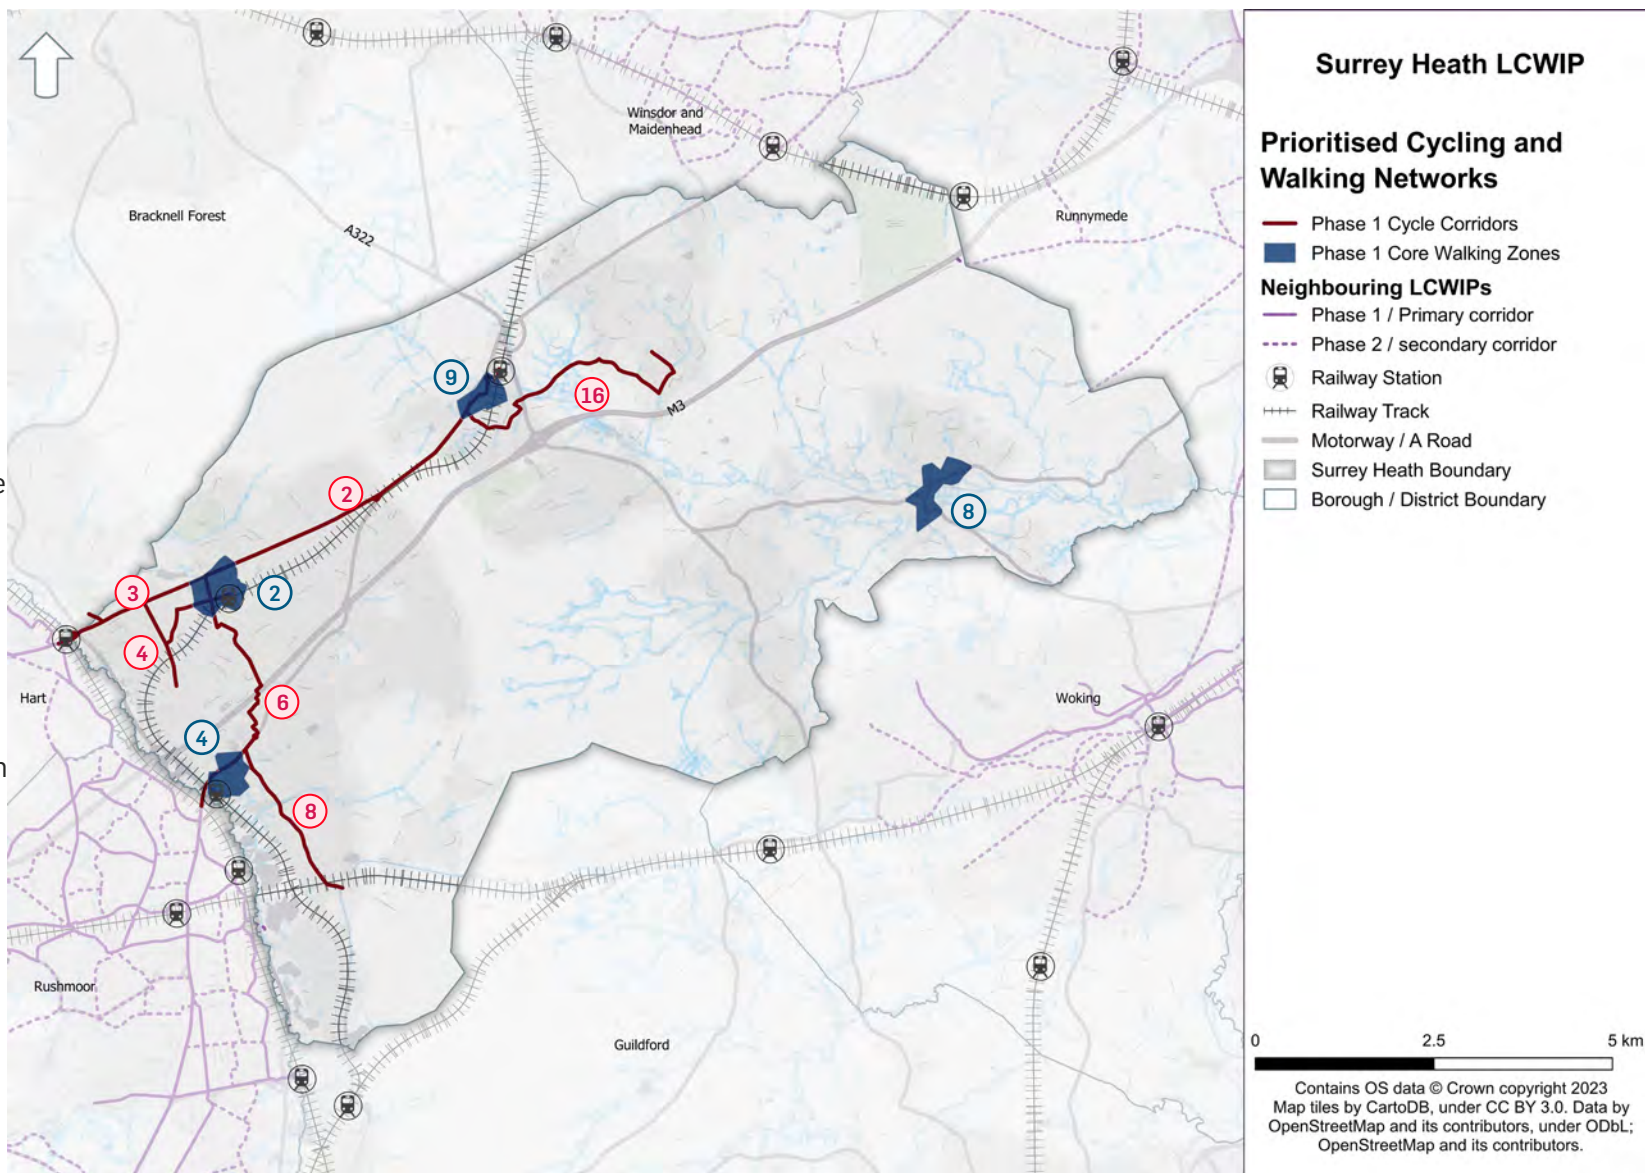 Winsdor and
Maidenhead
Bracknell Forest
Runnymede
A322
9
16
M3
e
2
8
3
2
4
Hart
6
Woking
4
n
8
Rushmoor
Guildford
Surrey Heath LCWIP
Prioritised Cycling and
Walking Networks
Phase 1 Cycle Corridors
Phase 1 Core Walking Zones
Neighbouring LCWIPs
Phase 1 / Primary corridor
Phase 2 / secondary corridor
Railway Station
Railway Track
Motorway / A Road
Surrey Heath Boundary
Borough / District Boundary
0 2.5 5 km
Contains OS data © Crown copyright 2023
Map tiles by CartoDB, under CC BY 3.0. Data by
OpenStreetMap and its contributors, under ODbL;
OpenStreetMap and its contributors.